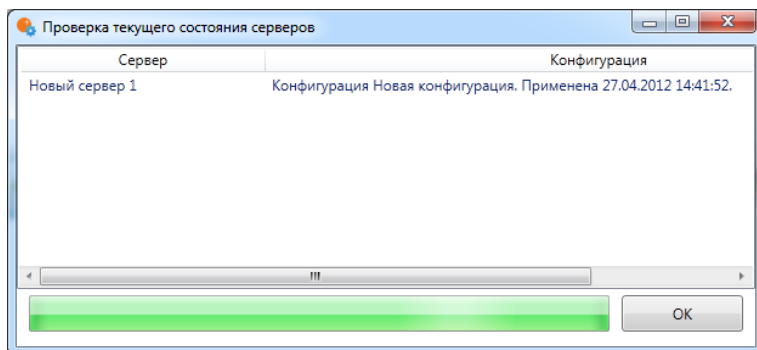 Проверка текущего состояния серверов
Сервер Конфигурация
Новый сервер 1 Конфигурация Новая конфигурация. Применена 27.04.2012 14:41:52.
OK